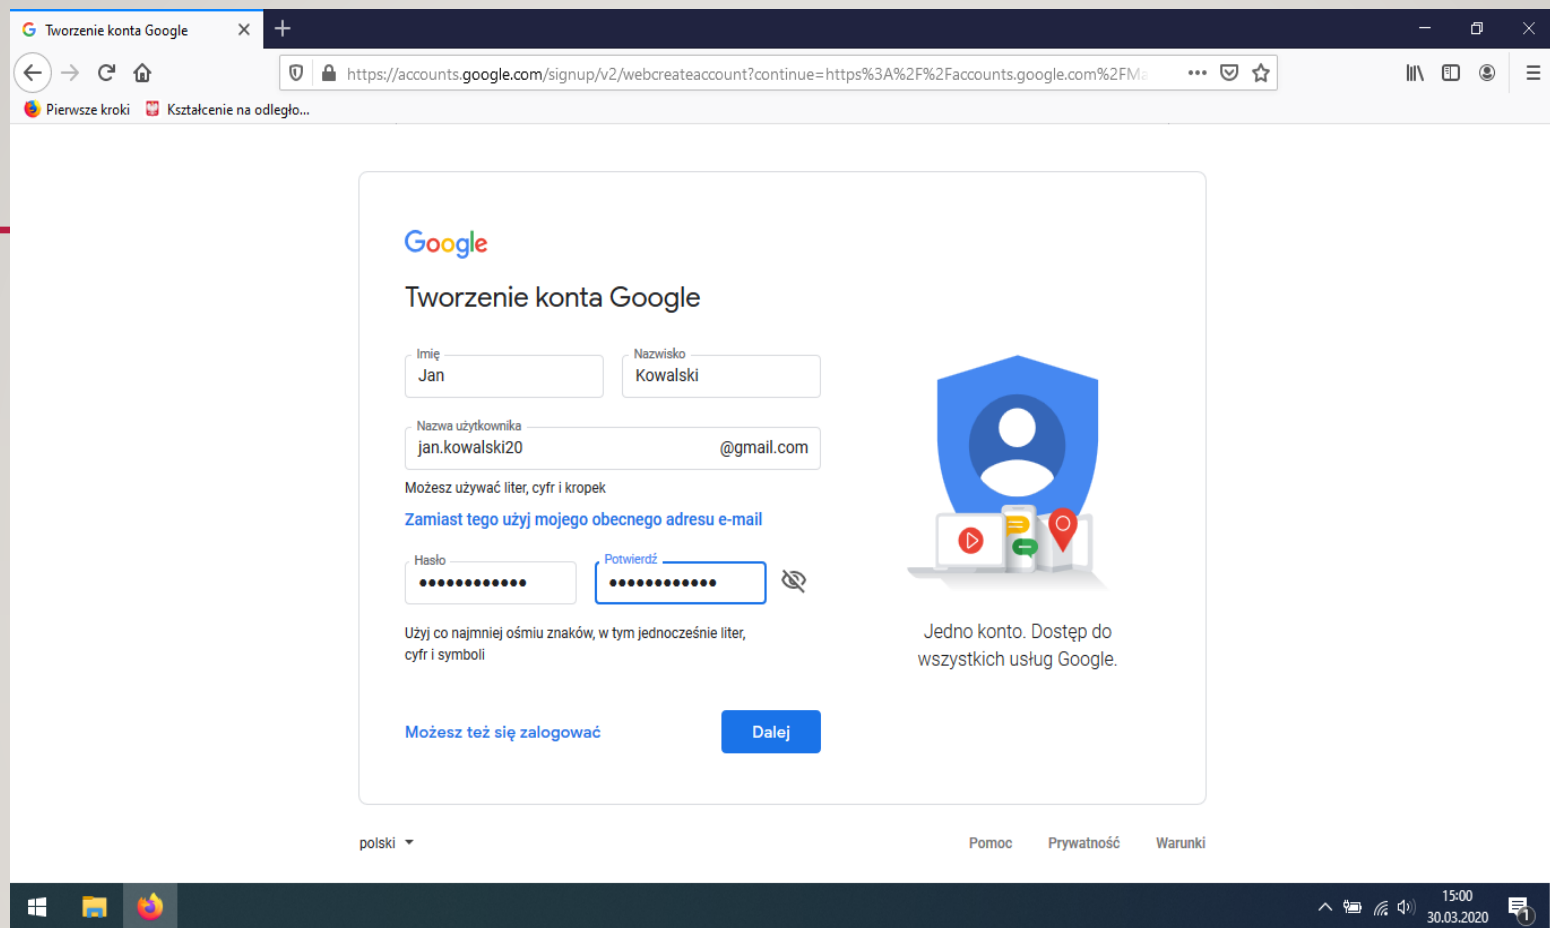 Tworzenie konta Google
https://accounts.google.com/signup/v2/webcreateaccount?continue=https%3A%2F%2Faccounts.google.com%2FMa
Pierwsze kroki Kształcenie na odległo...
Google
Tworzenie konta Google
Imię Nazwisko
Jan Kowalski
Nazwa użytkownika
jan.kowalski20 @gmail.com
Możesz używać liter, cyfr i kropek
Zamiast tego użyj mojego obecnego adresu e-mail
Hasło Potwierdź
•••••••••••• ••••••••••••
Użyj co najmniej ośmiu znaków, w tym jednocześnie liter,
cyfr i symboli
Jedno konto. Dostęp do
wszystkich usług Google.
Możesz też się zalogować Dalej
polski Pomoc Prywatność Warunki
15:00
30.03.2020
1